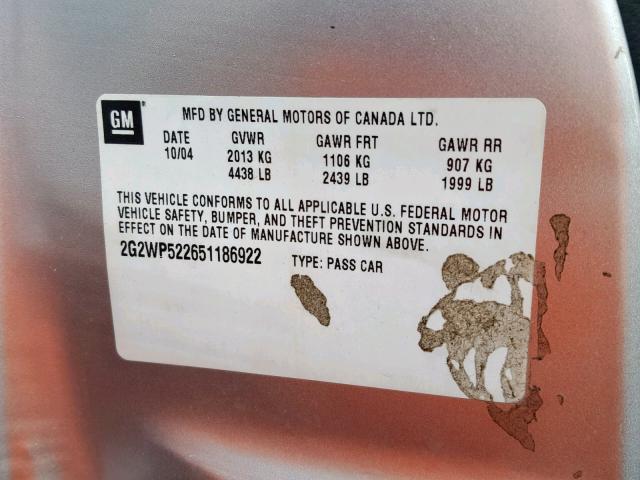 GM
MFD BY GENERAL MOTORS OF CANADA LTD.
DATE GVWR GAWR FRT GAWR RR
10/04 2013 KG 1106 KG 907 KG
4438 LB 2439 LB 1999 LB
THIS VEHICLE CONFORMS TO ALL APPLICABLE U.S. FEDERAL MOTOR
VEHICLE SAFETY, BUMPER, AND THEFT PREVENTION STANDARDS IN
EFFECT ON THE DATE OF MANUFACTURE SHOWN ABOVE.
2G2WP522651186922 TYPE: PASS CAR